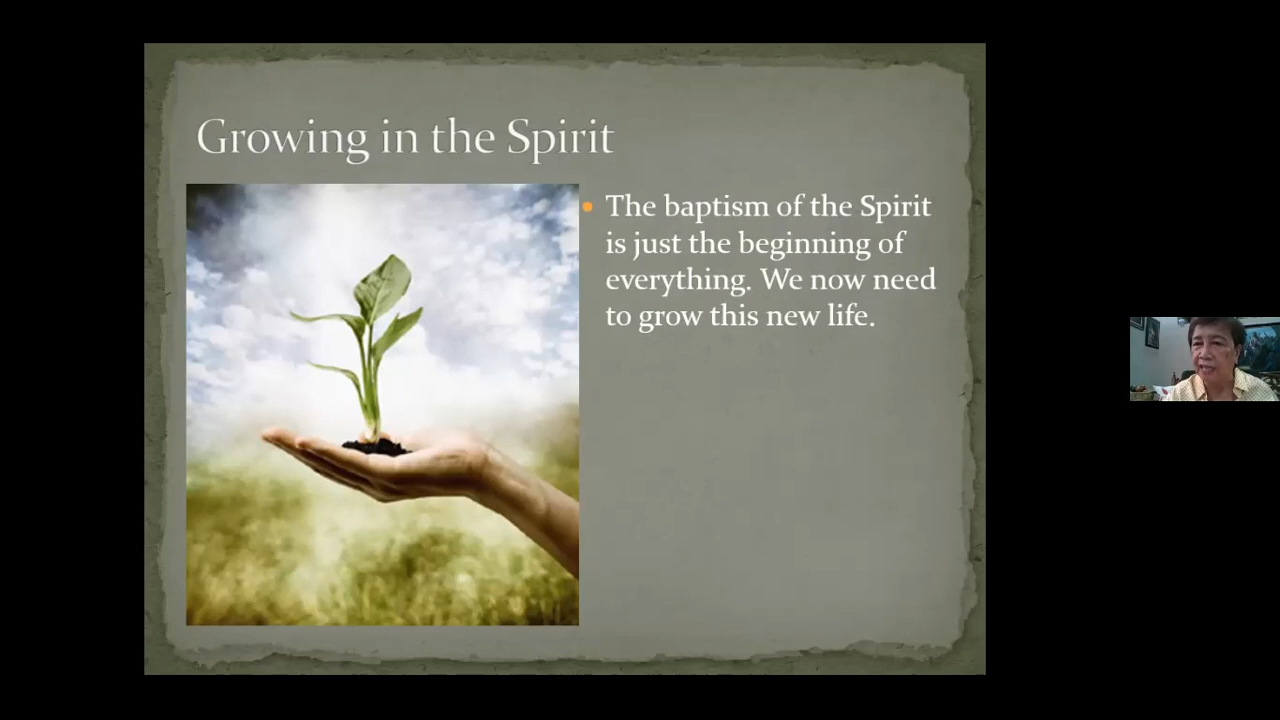 Growing in the Spirit
The baptism of the Spirit
is just the beginning of
everything. We now need
to grow this new life.